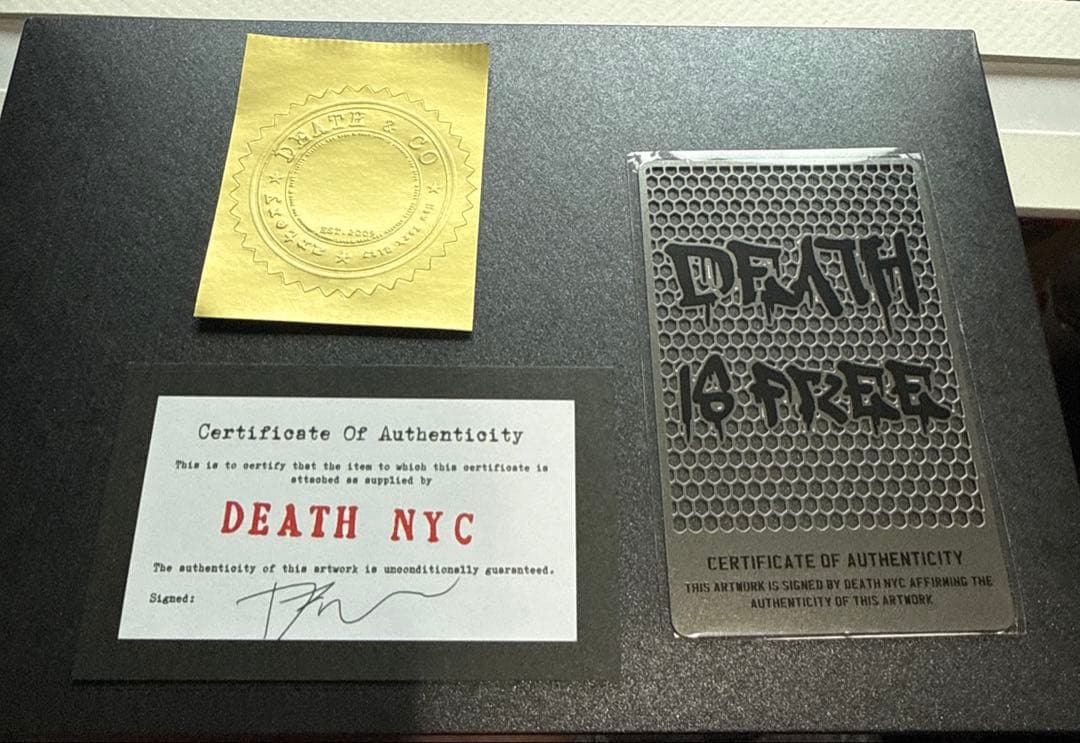 DEATH & CO
EST. 2009
Certificate Of Authenticity
This is to certify that the item to which this certificate is
attached as supplied by
DEATH NYC
The authenticity of this artwork is unconditionally guaranteed.
Signed:
DEATH
IS FREE
CERTIFICATE OF AUTHENTICITY
THIS ARTWORK IS SIGNED BY DEATH NYC AFFIRMING THE
AUTHENTICITY OF THIS ARTWORK